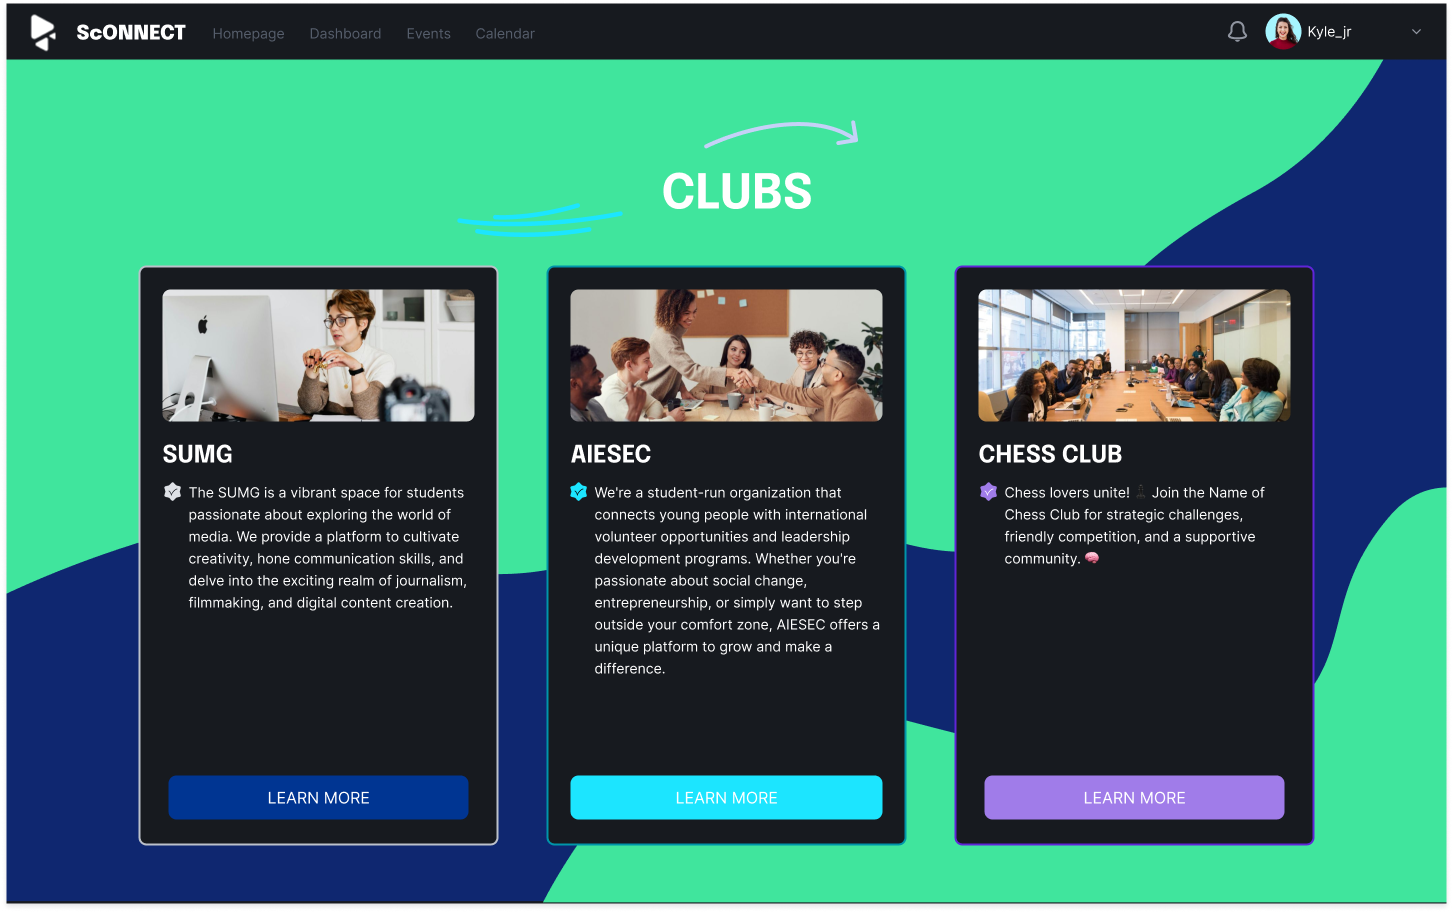 ScONNECT Homepage Dashboard Events Calendar Kyle_jr
CLUBS
SUMG
The SUMG is a vibrant space for students
passionate about exploring the world of
media. We provide a platform to cultivate
creativity, hone communication skills, and
delve into the exciting realm of journalism,
filmmaking, and digital content creation.
LEARN MORE
AIESEC
We're a student-run organization that
connects young people with international
volunteer opportunities and leadership
development programs. Whether you're
passionate about social change,
entrepreneurship, or simply want to step
outside your comfort zone, AIESEC offers a
unique platform to grow and make a
difference.
LEARN MORE
CHESS CLUB
Chess lovers unite! ♟️ Join the Name of
Chess Club for strategic challenges,
friendly competition, and a supportive
community. 🧠
LEARN MORE